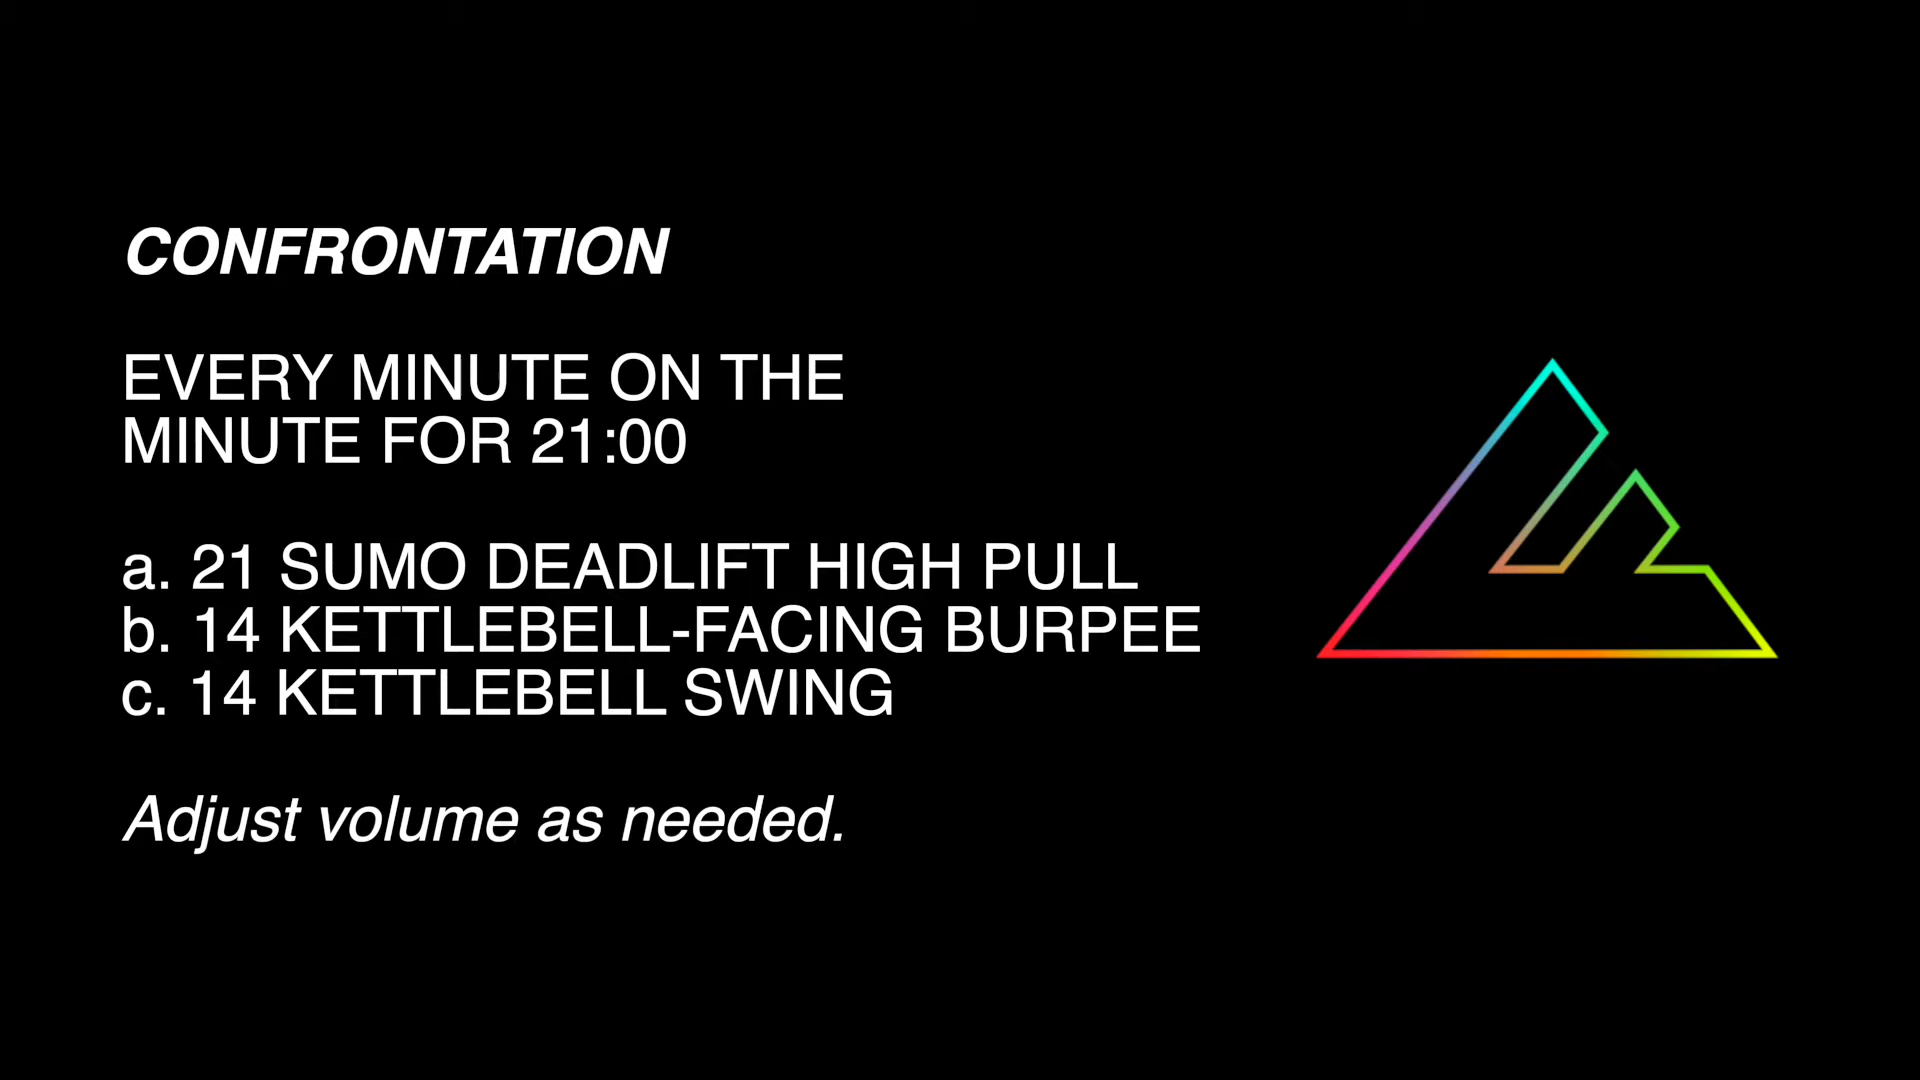 CONFRONTATION
EVERY MINUTE ON THE
MINUTE FOR 21:00
a. 21 SUMO DEADLIFT HIGH PULL
b. 14 KETTLEBELL-FACING BURPEE
c. 14 KETTLEBELL SWING
Adjust volume as needed.